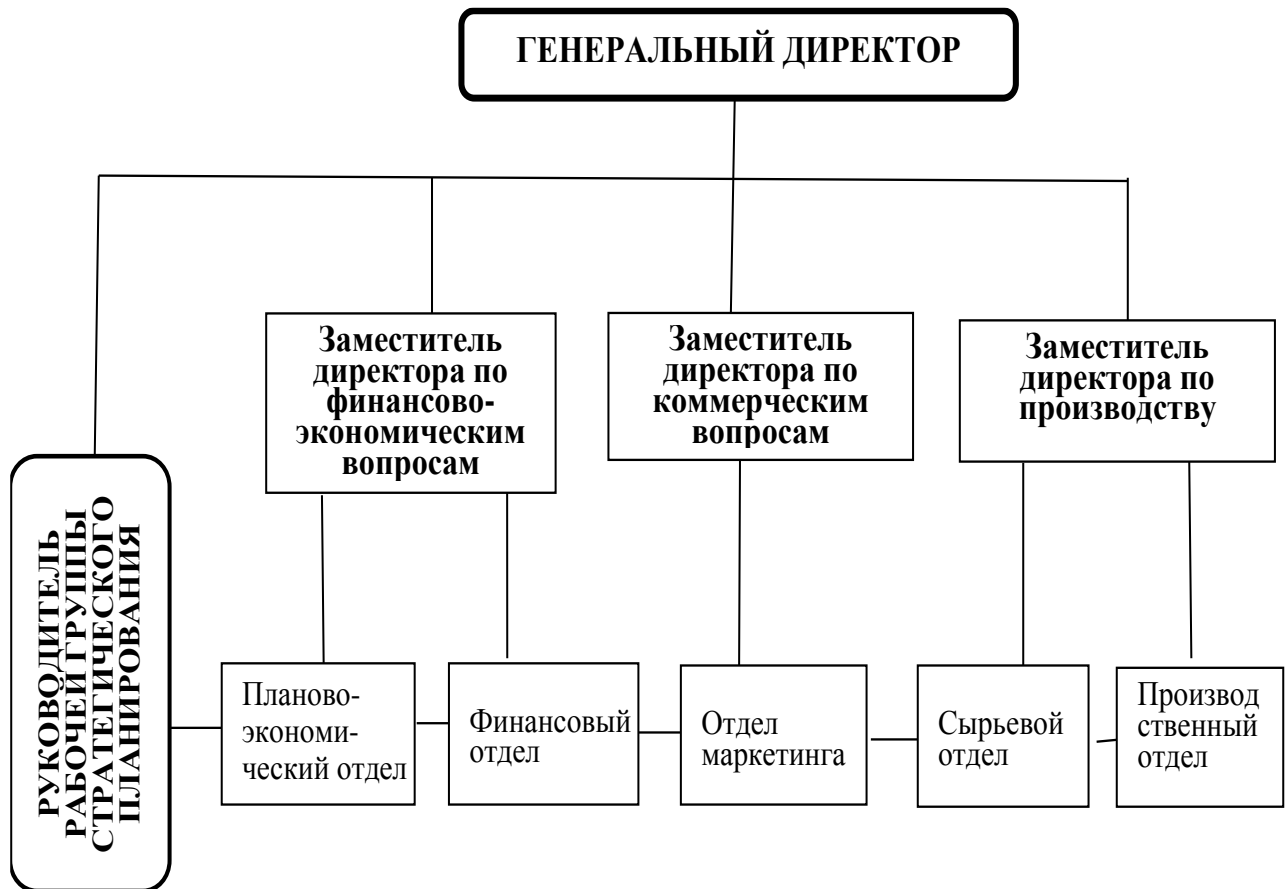 ГЕНЕРАЛЬНЫЙ ДИРЕКТОР
Заместитель
директора по
финансово-
экономическим
вопросам
Заместитель
директора по
коммерческим
вопросам
Заместитель
директора по
производству
РУКОВОДИТЕЛЬ
РАБОЧЕЙ ГРУППЫ
СТРАТЕГИЧЕСКОГО
ПЛАНИРОВАНИЯ
Планово-
экономи-
ческий отдел
Финансовый
отдел
Отдел
маркетинга
Сырьевой
отдел
Производ
ственный
отдел